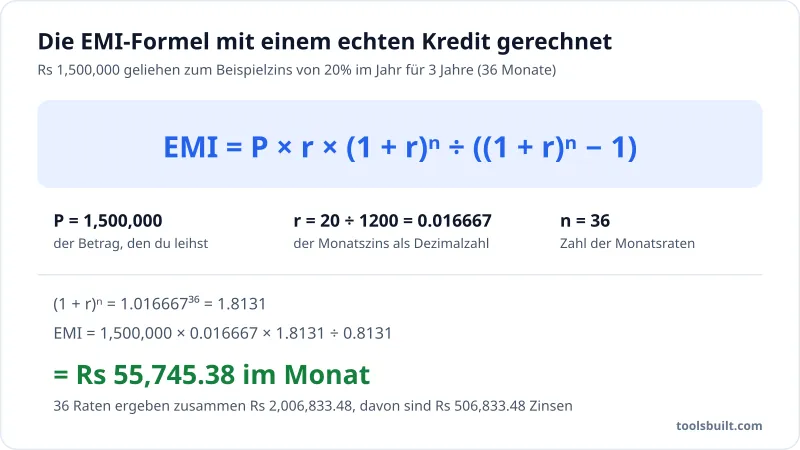 Die EMI-Formel mit einem echten Kredit gerechnet
Rs 1,500,000 geliehen zum Beispielzins von 20% im Jahr für 3 Jahre (36 Monate)
EMI = P × r × (1 + r)ⁿ ÷ ((1 + r)ⁿ − 1)
P = 1,500,000
der Betrag, den du leihst
r = 20 ÷ 1200 = 0.016667
der Monatszins als Dezimalzahl
n = 36
Zahl der Monatsraten
(1 + r)ⁿ = 1.016667³⁶ = 1.8131
EMI = 1,500,000 × 0.016667 × 1.8131 ÷ 0.8131
= Rs 55,745.38 im Monat
36 Raten ergeben zusammen Rs 2,006,833.48, davon sind Rs 506,833.48 Zinsen
toolsbuilt.com